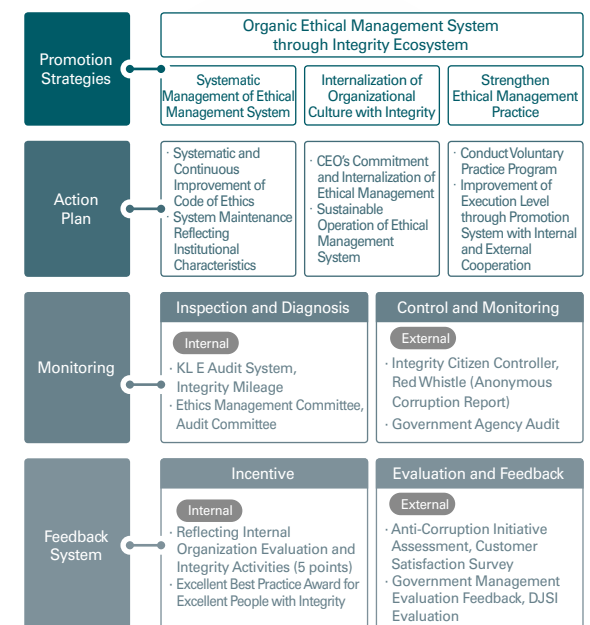 Promotion
Strategies
Organic Ethical Management System
through Integrity Ecosystem
Systematic
Management of Ethical
Management System
Internalization of
Organizational
Culture with Integrity
Strengthen
Ethical Management
Practice
Action
Plan
· Systematic and
Continuous
Improvement of
Code of Ethics
· System Maintenance
Reflecting
Institutional
Characteristics
· CEO's Commitment
and Internalization of
Ethical Management
· Sustainable
Operation of Ethical
Management
System
· Conduct Voluntary
Practice Program
· Improvement of
Execution Level
through Promotion
System with Internal
and External
Cooperation
Monitoring
Inspection and Diagnosis
Internal
· KL E Audit System,
Integrity Mileage
· Ethics Management Committee,
Audit Committee
Control and Monitoring
External
· Integrity Citizen Controller,
Red Whistle (Anonymous
Corruption Report)
· Government Agency Audit
Feedback
System
Incentive
Internal
· Reflecting Internal
Organization Evaluation and
Integrity Activities (5 points)
· Excellent Best Practice Award for
Excellent People with Integrity
Evaluation and Feedback
External
· Anti-Corruption Initiative
Assessment, Customer
Satisfaction Survey
· Government Management
Evaluation Feedback, DJSI
Evaluation